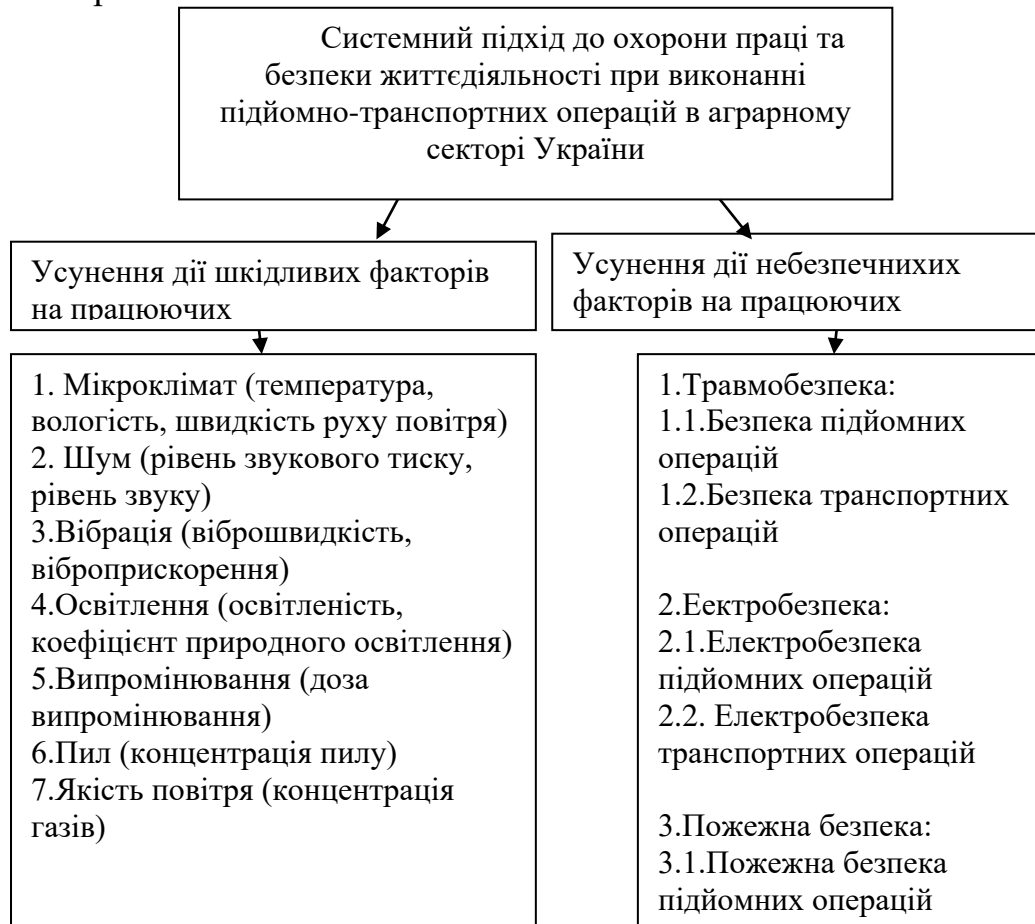 Системний підхід до охорони праці та
безпеки життєдіяльності при виконанні
підйомно-транспортних операцій в аграрному
секторі України
Усунення дії шкідливих факторів
на працюючих
Усунення дії небезпечнихих
факторів на працюючих
1. Мікроклімат (температура,
вологість, швидкість руху повітря)
2. Шум (рівень звукового тиску,
рівень звуку)
3.Вібрація (віброшвидкість,
віброприскорення)
4.Освітлення (освітленість,
коефіцієнт природного освітлення)
5.Випромінювання (доза
випромінювання)
6.Пил (концентрація пилу)
7.Якість повітря (концентрація
газів)
1.Травмобезпека:
1.1.Безпека підйомних
операцій
1.2.Безпека транспортних
операцій
2.Еектробезпека:
2.1.Електробезпека
підйомних операцій
2.2. Електробезпека
транспортних операцій
3.Пожежна безпека:
3.1.Пожежна безпека
підйомних операцій